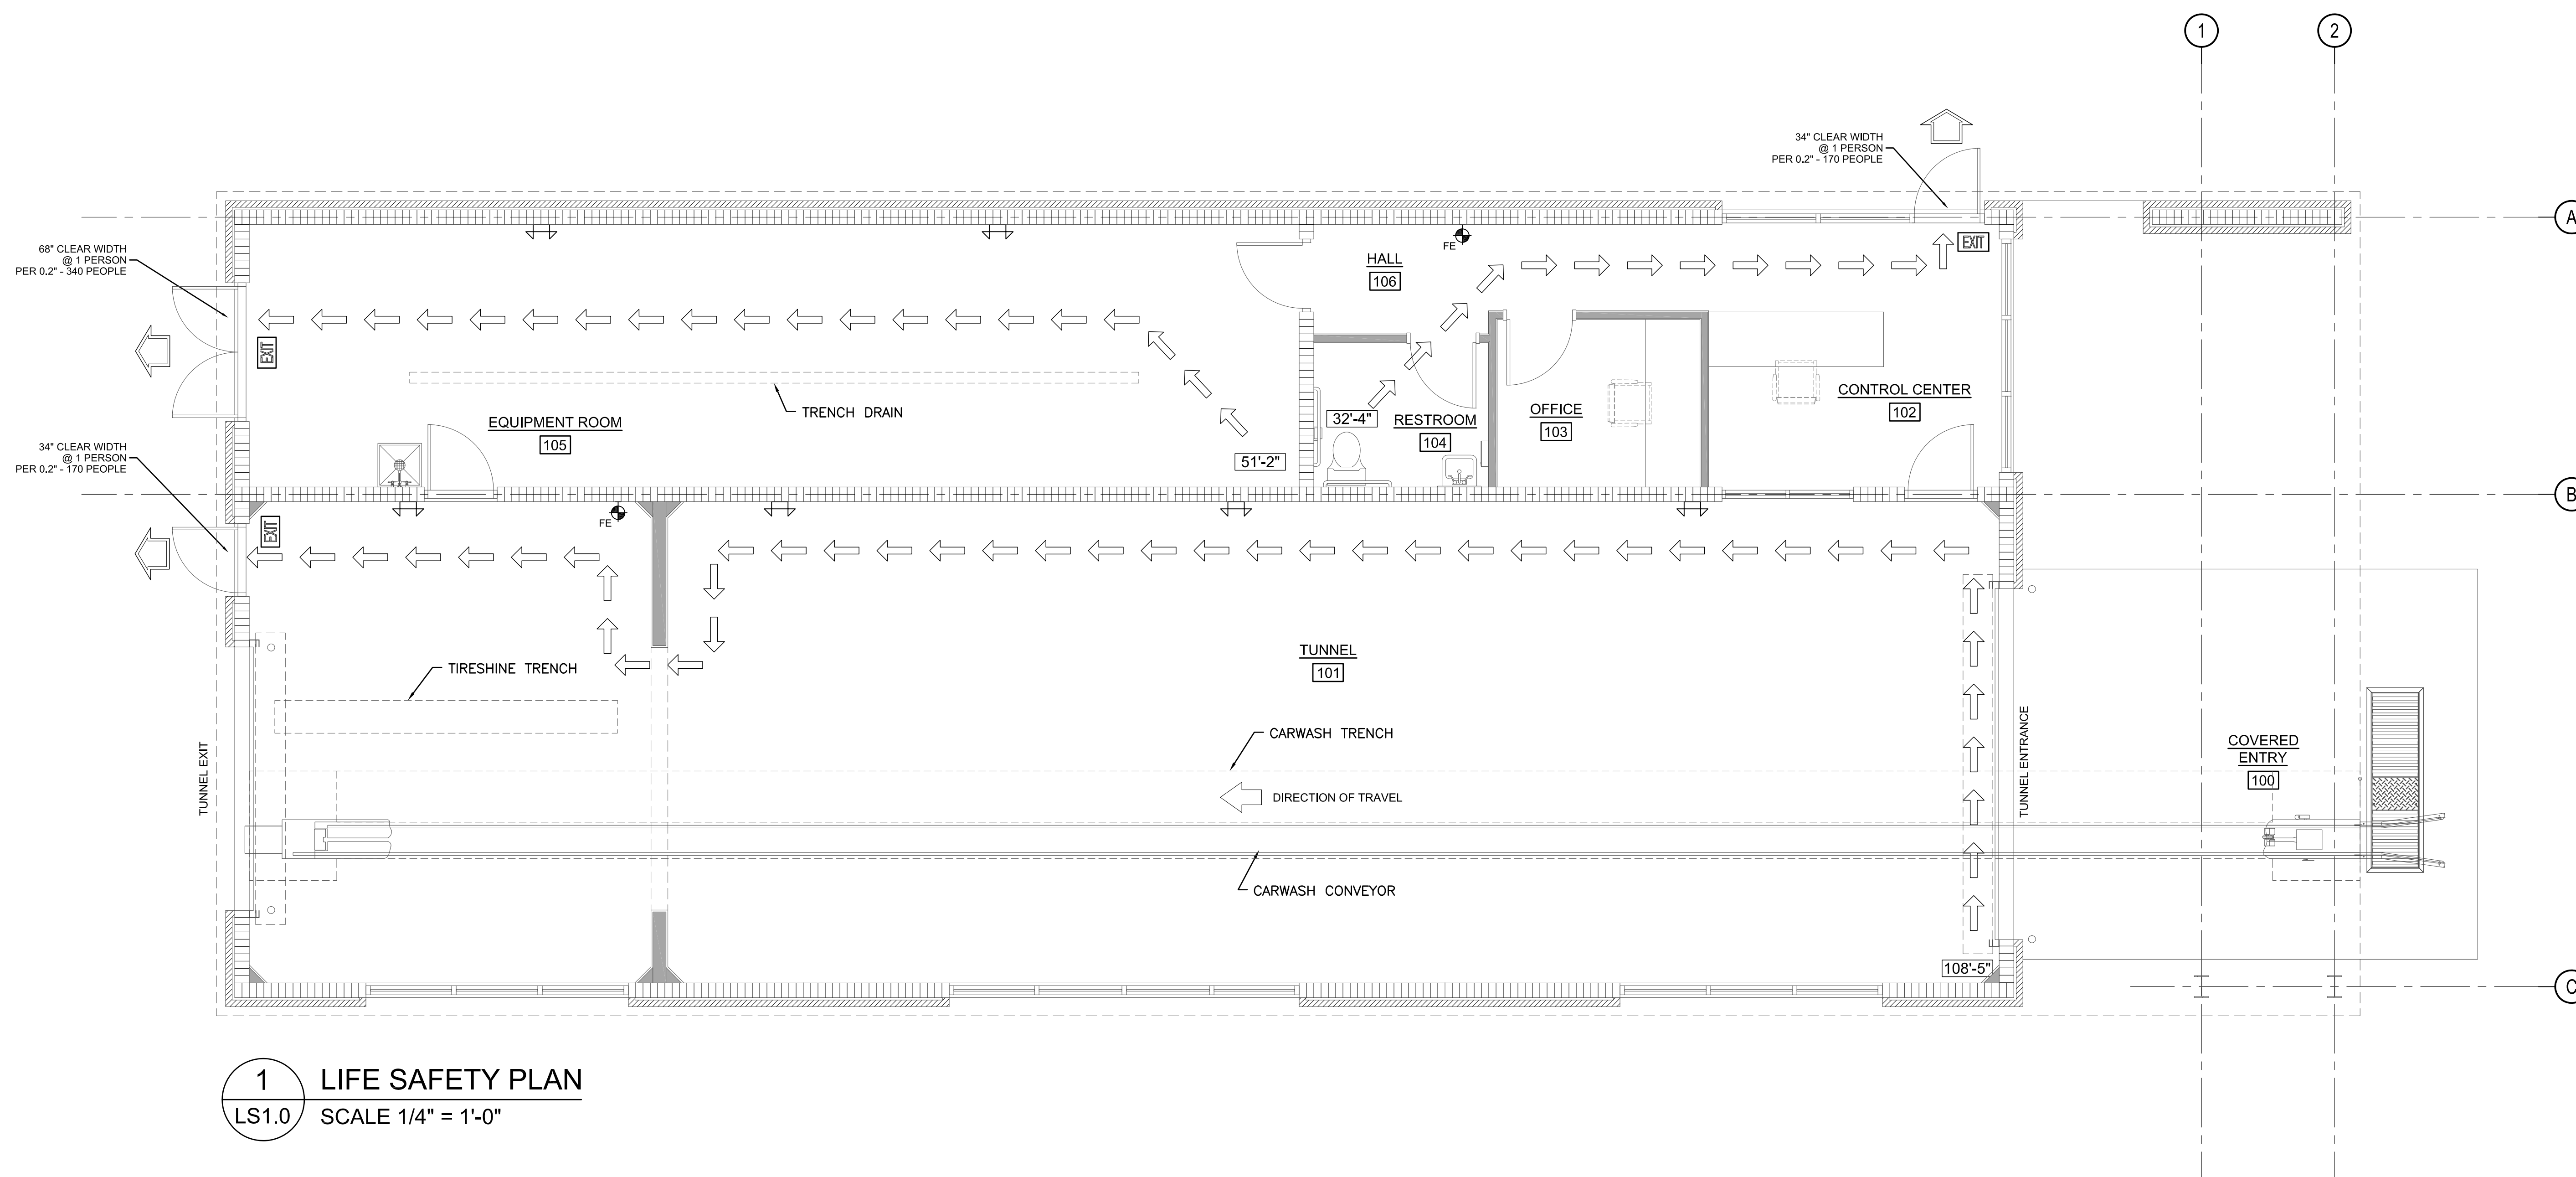 1
2
34" CLEAR WIDTH
@ 1 PERSON
PER 0.2" - 170 PEOPLE
A
68" CLEAR WIDTH
@ 1 PERSON
PER 0.2" - 340 PEOPLE
FE
EXIT
HALL
106
EXIT
TRENCH DRAIN
EQUIPMENT ROOM
105
32'-4"
RESTROOM
104
OFFICE
103
CONTROL CENTER
102
51'-2"
34" CLEAR WIDTH
@ 1 PERSON
PER 0.2" - 170 PEOPLE
B
EXIT
FE
TUNNEL
101
TIRESHINE TRENCH
CARWASH TRENCH
TUNNEL EXIT
DIRECTION OF TRAVEL
TUNNEL ENTRANCE
COVERED
ENTRY
100
CARWASH CONVEYOR
108'-5"
C
1
LS1.0
LIFE SAFETY PLAN
SCALE 1/4" = 1'-0"